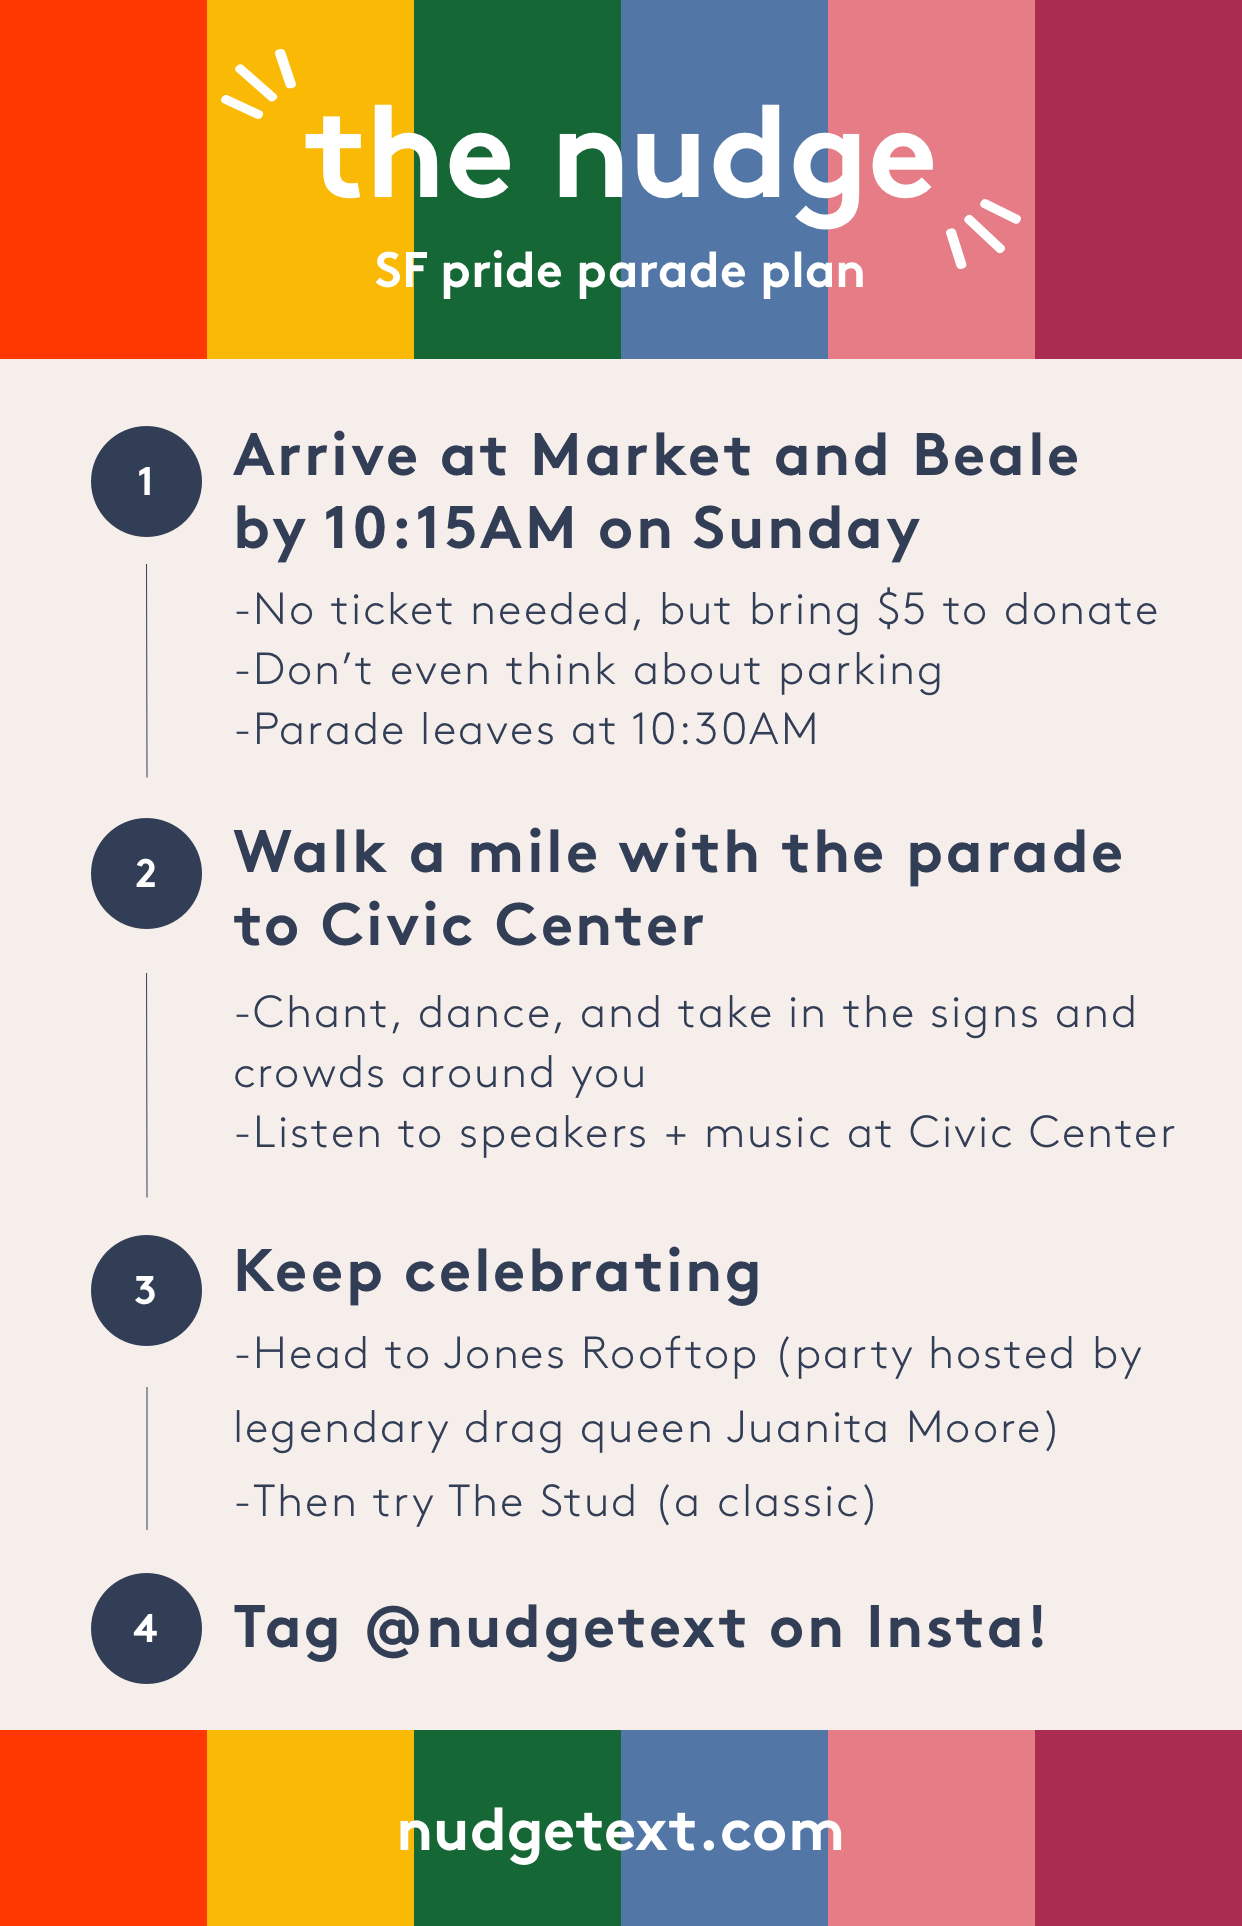 the nudge
SF pride parade plan
1
Arrive at Market and Beale
by 10:15AM on Sunday
-No ticket needed, but bring $5 to donate
-Don’t even think about parking
-Parade leaves at 10:30AM
2
Walk a mile with the parade
to Civic Center
-Chant, dance, and take in the signs and
crowds around you
-Listen to speakers + music at Civic Center
3
Keep celebrating
-Head to Jones Rooftop (party hosted by
legendary drag queen Juanita Moore)
-Then try The Stud (a classic)
4
Tag @nudgetext on Insta!
nudgetext.com